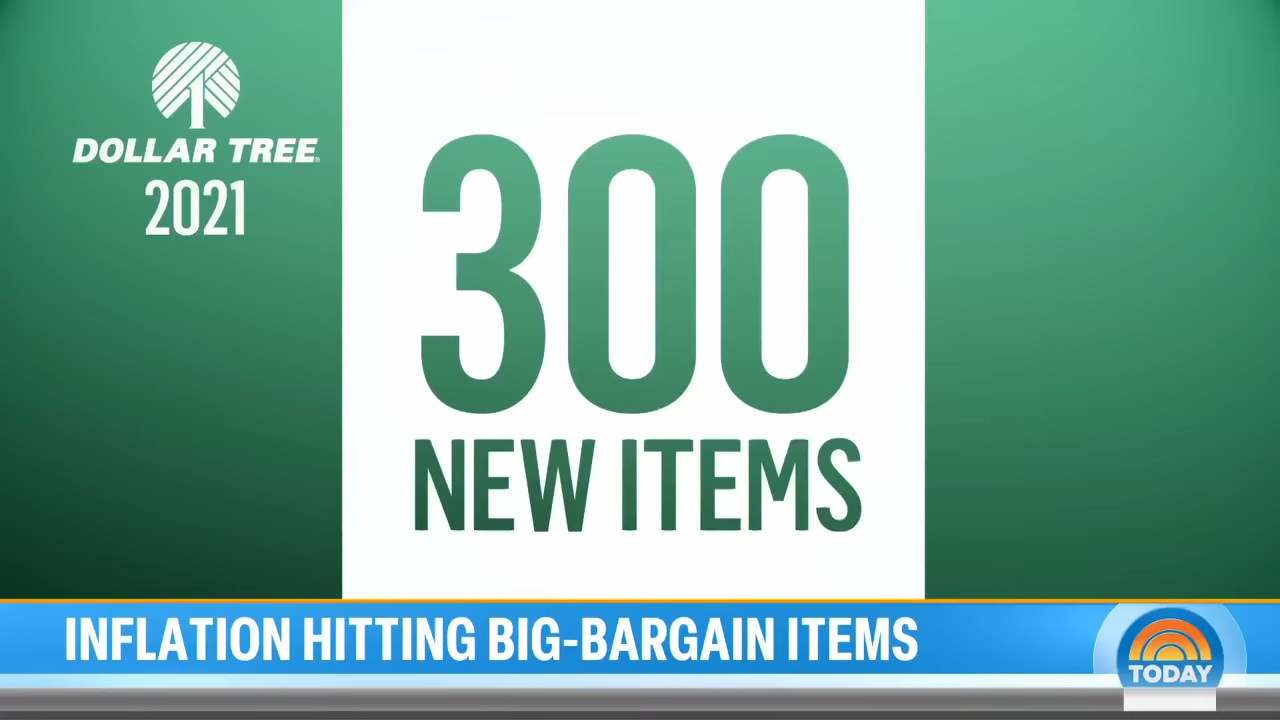 DOLLAR TREE
2021
300
NEW ITEMS
INFLATION HITTING BIG-BARGAIN ITEMS
TODAY